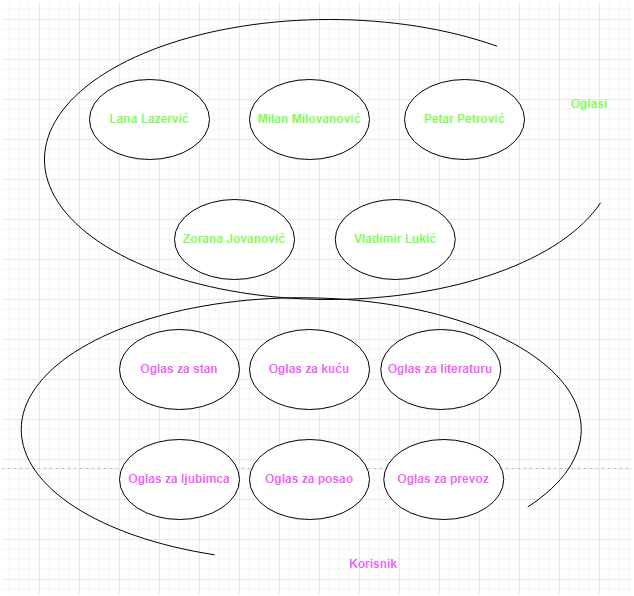 Oglasi
Lana Lazervić
Milan Milovanović
Petar Petrović
Zorana Jovanović
Vladimir Lukić
Oglas za stan
Oglas za kuću
Oglas za literaturu
Oglas za ljubimca
Oglas za posao
Oglas za prevoz
Korisnik